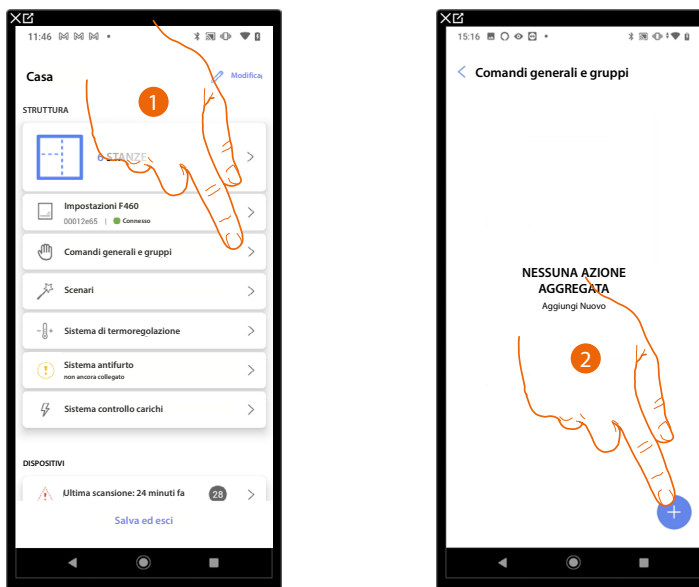 11:46
Casa
Modifica
STRUTTURA
1
6 STANZE
Impostazioni F460
00012e65 | Connesso
Comandi generali e gruppi
Scenari
Sistema di termoregolazione
Sistema antifurto
non ancora collegato
Sistema controllo carichi
DISPOSITIVI
Ultima scansione: 24 minuti fa 28
Salva ed esci
15:16
Comandi generali e gruppi
NESSUNA AZIONE
AGGREGATA
Aggiungi Nuovo
2